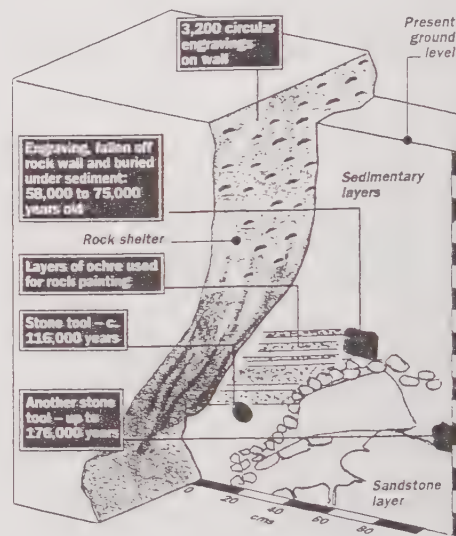 3,200 circular
engravings
on wall
Present
ground
level
Engraving, fallen off
rock wall and buried
under sediment:
58,000 to 75,000
years old
Sedimentary
layers
Rock shelter
Layers of ochre used
for rock painting
Stone tool – c.
116,000 years
Another stone
tool – up to
176,000 years
Sandstone
layer
0
20
40
60
80
cms